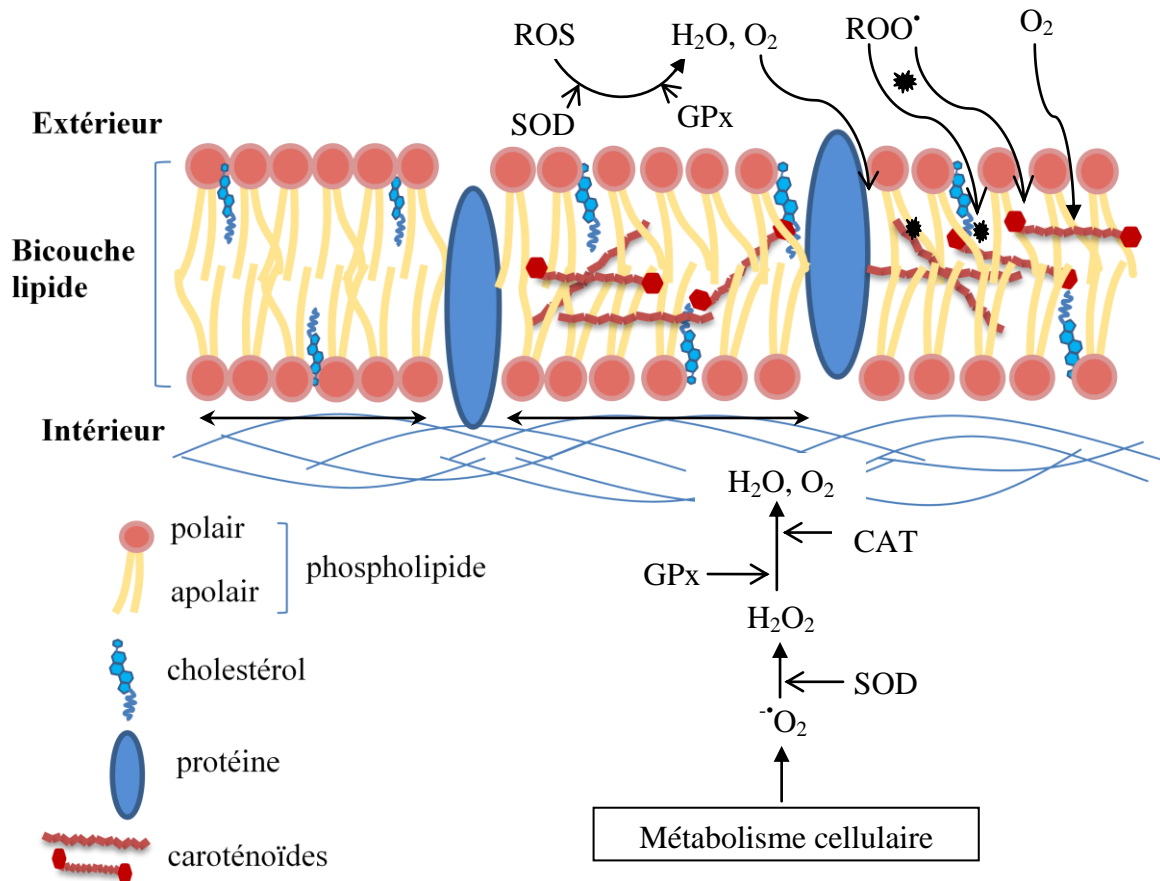 ROS
H₂O, O₂
ROO•
O₂
SOD
GPx
Extérieur
Bicouche
lipide
Intérieur
H₂O, O₂
CAT
GPx
H₂O₂
SOD
⁻•O₂
Métabolisme cellulaire
polair
apolair
phospholipide
cholestérol
protéine
caroténoïdes